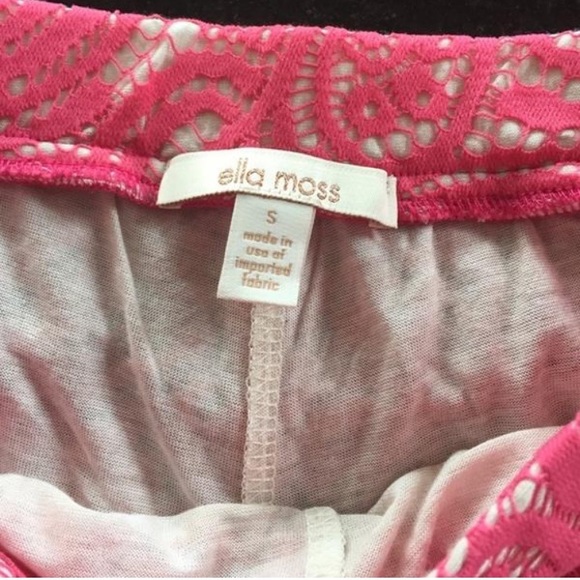 ella moss
S
made in
usa of
imported
fabric